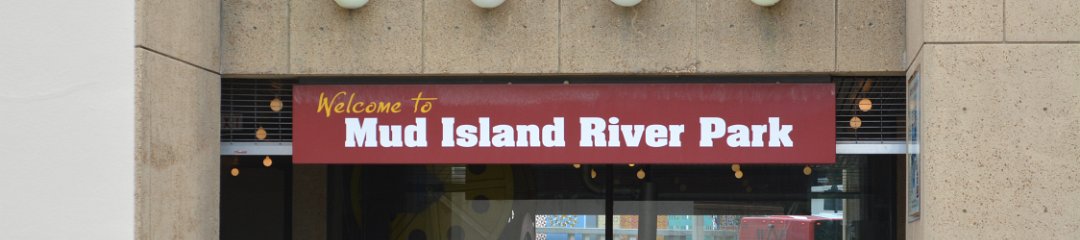 Welcome to
Mud Island River Park